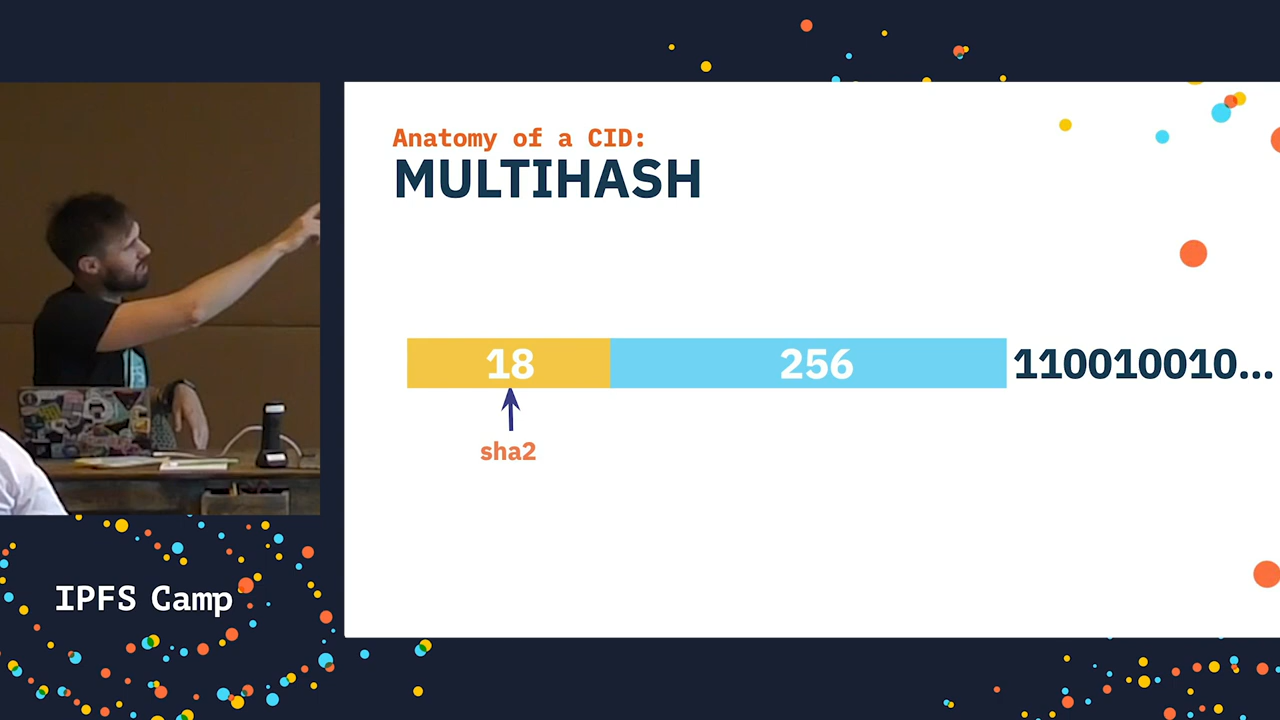 Anatomy of a CID:
MULTIHASH
18 256 110010010...
sha2
IPFS Camp